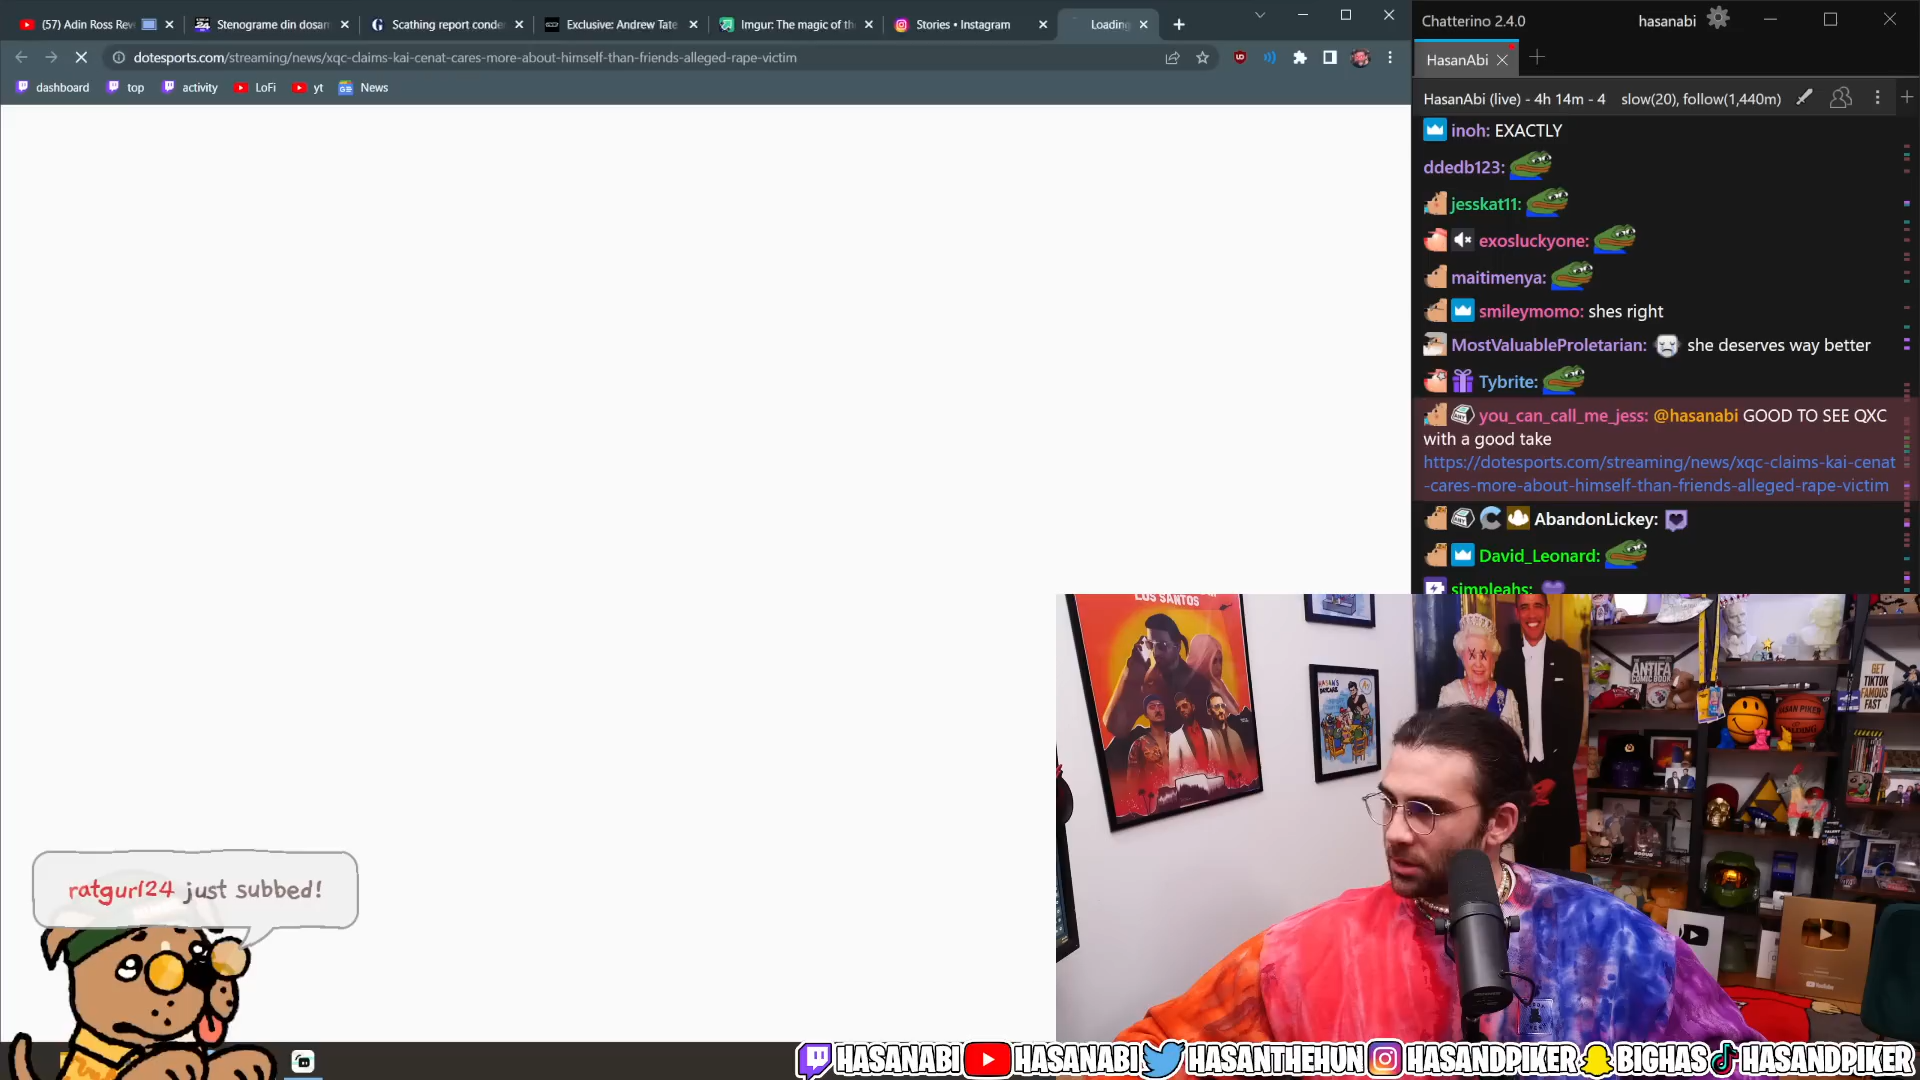 (57) Adin Ross Rev
Stenograme din dosar
Scathing report conde
Exclusive: Andrew Tate
Imgur: The magic of th
Stories • Instagram
Loading
dotesports.com/streaming/news/xqc-claims-kai-cenat-cares-more-about-himself-than-friends-alleged-rape-victim
dashboard
top
activity
LoFi
yt
News
Chatterino 2.4.0
hasanabi
HasanAbi
HasanAbi (live) - 4h 14m - 4 slow(20), follow(1,440m)
inoh: EXACTLY
ddedb123:
jesskat11:
exosluckyone:
maitimenya:
smileymomo: shes right
MostValuableProletarian: she deserves way better
Tybrite:
you_can_call_me_jess: @hasanabi GOOD TO SEE QXC
with a good take
https://dotesports.com/streaming/news/xqc-claims-kai-cenat
-cares-more-about-himself-than-friends-alleged-rape-victim
AbandonLickey:
David_Leonard:
simpleahs:
LOS SANTOS
ANTIFA
COMIC BOOK
GET
TIKTOK
FAMOUS
FAST
ratgurl24 just subbed!
HASANABI
HASANABI
HASANTHEHUN
HASANDPIKER
BIGHAS
HASANDPIKER